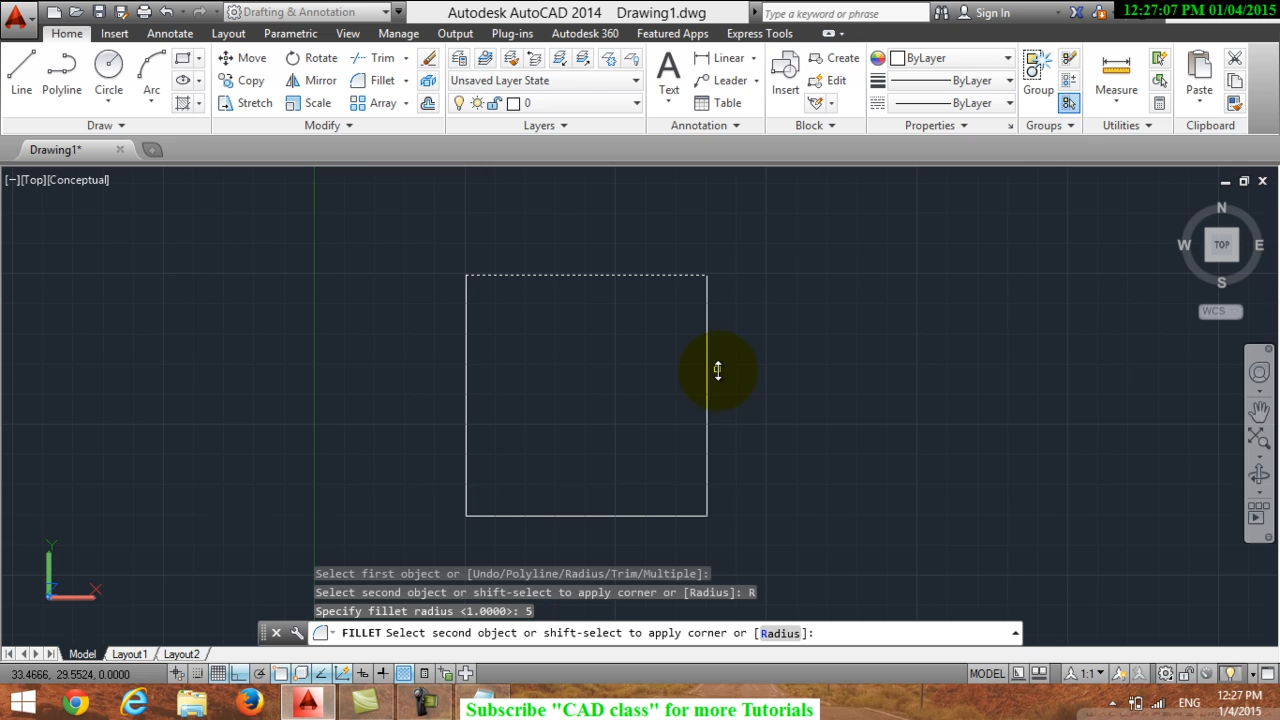 Drafting & Annotation
Autodesk AutoCAD 2014 Drawing1.dwg
Type a keyword or phrase
Sign In
12:27:07 PM 01/04/2015
Home Insert Annotate Layout Parametric View Manage Output Plug-ins Autodesk 360 Featured Apps Express Tools
Line Polyline Circle Arc
Move Rotate Trim
Copy Mirror Fillet
Stretch Scale Array
Unsaved Layer State
0
Text
Linear
Leader
Table
Insert
Create
Edit
ByLayer
ByLayer
ByLayer
Group
Measure
Paste
Draw Modify Layers Annotation Block Properties Groups Utilities Clipboard
Drawing1*
[−][Top][Conceptual]
N
W TOP E
S
WCS
Y
X
Select first object or [Undo/Polyline/Radius/Trim/Multiple]:
Select second object or shift-select to apply corner or [Radius]: R
Specify fillet radius <1.0000>: 5
FILLET Select second object or shift-select to apply corner or [Radius]:
Model Layout1 Layout2
33.4666, 29.5524, 0.0000
MODEL
1:1
ENG
12:27 PM
1/4/2015
Subscribe "CAD class" for more Tutorials